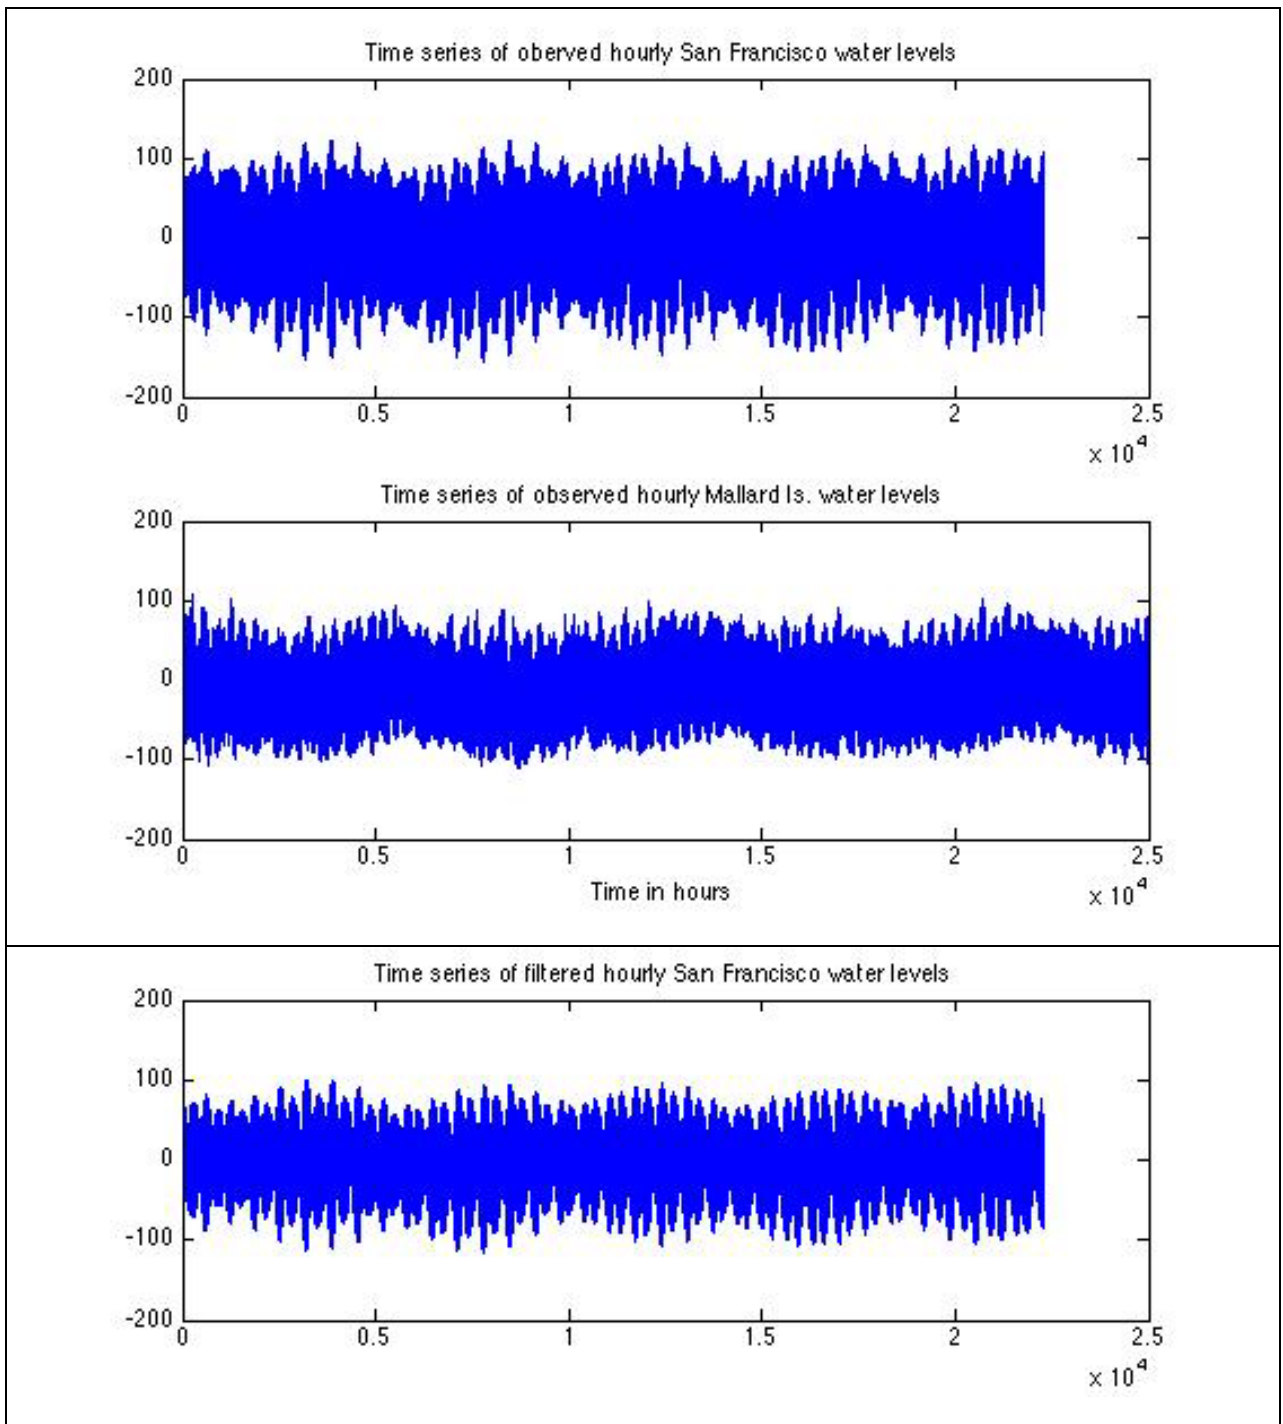 Time series of oberved hourly San Francisco water levels
200
100
0
-100
-200
0 0.5 1 1.5 2 2.5
x 10^4
Time series of observed hourly Mallard Is. water levels
200
100
0
-100
-200
0 0.5 1 1.5 2 2.5
Time in hours
x 10^4
Time series of filtered hourly San Francisco water levels
200
100
0
-100
-200
0 0.5 1 1.5 2 2.5
x 10^4